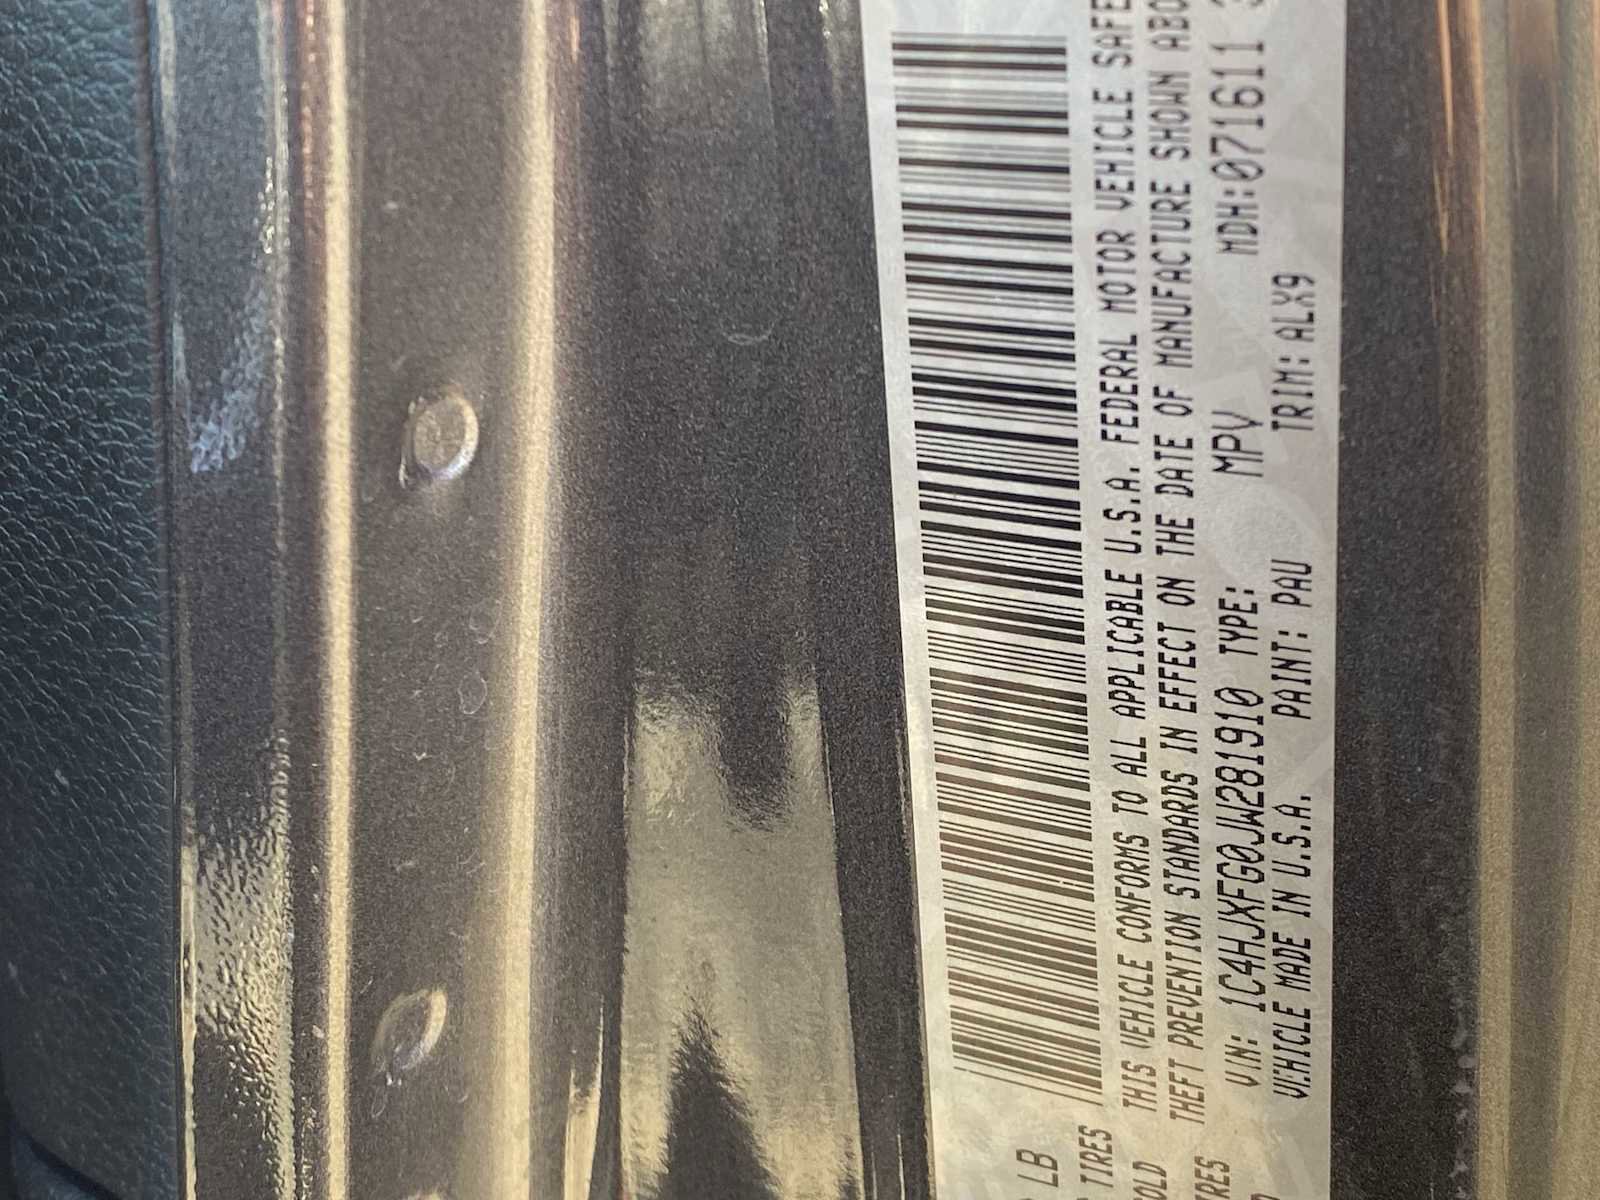 LB
TIRES
THIS VEHICLE CONFORMS TO ALL APPLICABLE U.S.A. FEDERAL MOTOR VEHICLE SAFE
OLD
THEFT PREVENTION STANDARDS IN EFFECT ON THE DATE OF MANUFACTURE SHOWN ABO
RES
VIN: 1C4HJXFG0JW281910 TYPE: MPV MDH:071611
VEHICLE MADE IN U.S.A. PAINT: PAU TRIM: ALX9